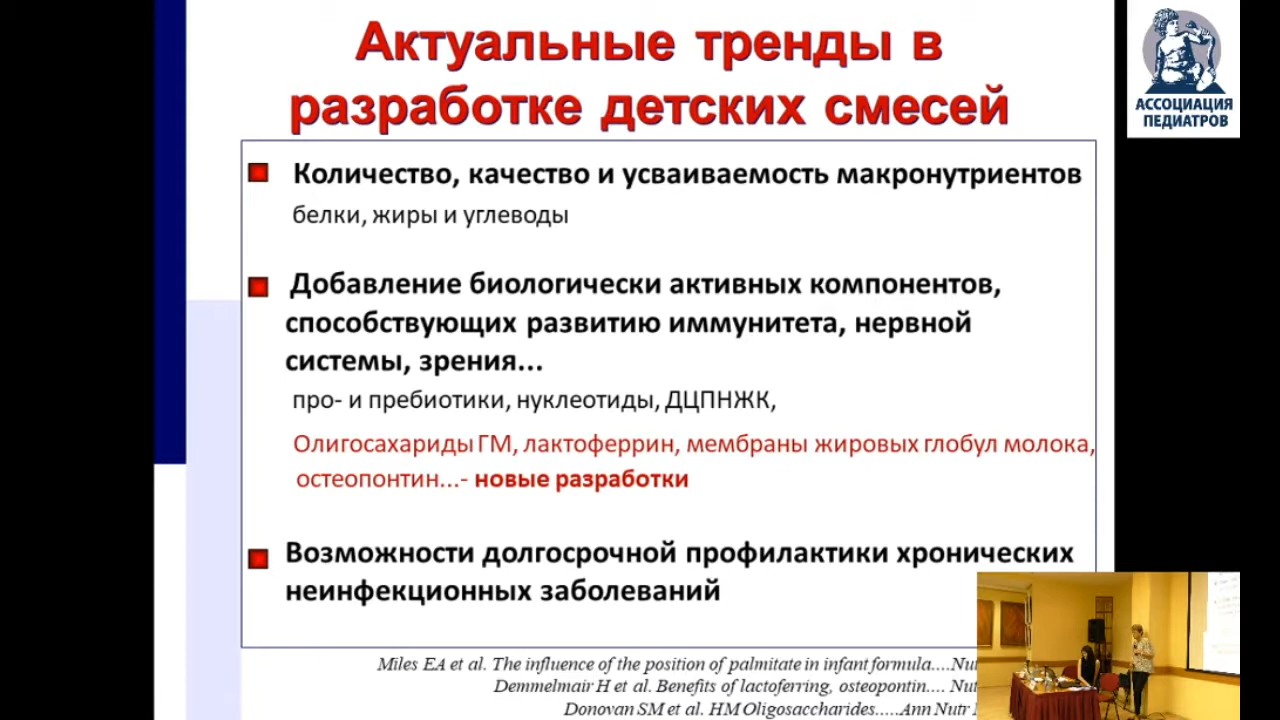 Актуальные тренды в
разработке детских смесей
АССОЦИАЦИЯ
ПЕДИАТРОВ
Количество, качество и усваиваемость макронутриентов
белки, жиры и углеводы
Добавление биологически активных компонентов,
способствующих развитию иммунитета, нервной
системы, зрения...
про- и пребиотики, нуклеотиды, ДЦПНЖК,
Олигосахариды ГМ, лактоферрин, мембраны жировых глобул молока,
остеопонтин...- новые разработки
Возможности долгосрочной профилактики хронических
неинфекционных заболеваний
Miles EA et al. The influence of the position of palmitate in infant formula....Nut
Demmelmair H et al. Benefits of lactoferring, osteopontin.... Nut
Donovan SM et al. HM Oligosaccharides.....Ann Nutr